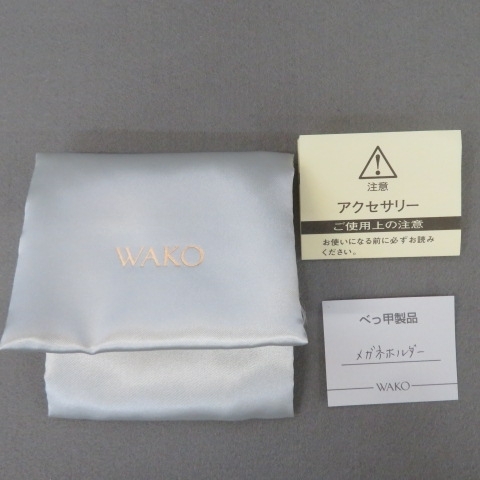 WAKO
注意
アクセサリー
ご使用上の注意
お使いになる前に必ずお読み
ください。
べっ甲製品
メガネホルダー
WAKO